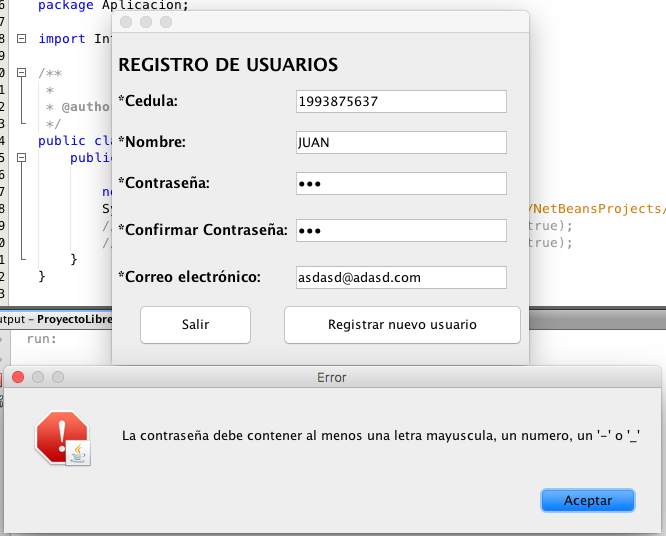 package Aplicacion;
import In
/**
*
* @autho
*/
public cla
public
ne
Sy
/NetBeansProjects/
//
true);
//
true);
}
}
REGISTRO DE USUARIOS
*Cedula:
1993875637
*Nombre:
JUAN
*Contraseña:
●●●
*Confirmar Contraseña:
●●●
*Correo electrónico:
asdasd@adasd.com
Salir
Registrar nuevo usuario
utput - ProyectoLibre
run:
Error
La contraseña debe contener al menos una letra mayuscula, un numero, un '-' o '_'
Aceptar